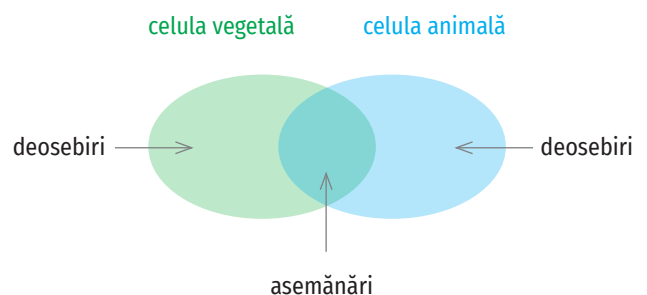 celula vegetală
celula animală
deosebiri
deosebiri
asemănări